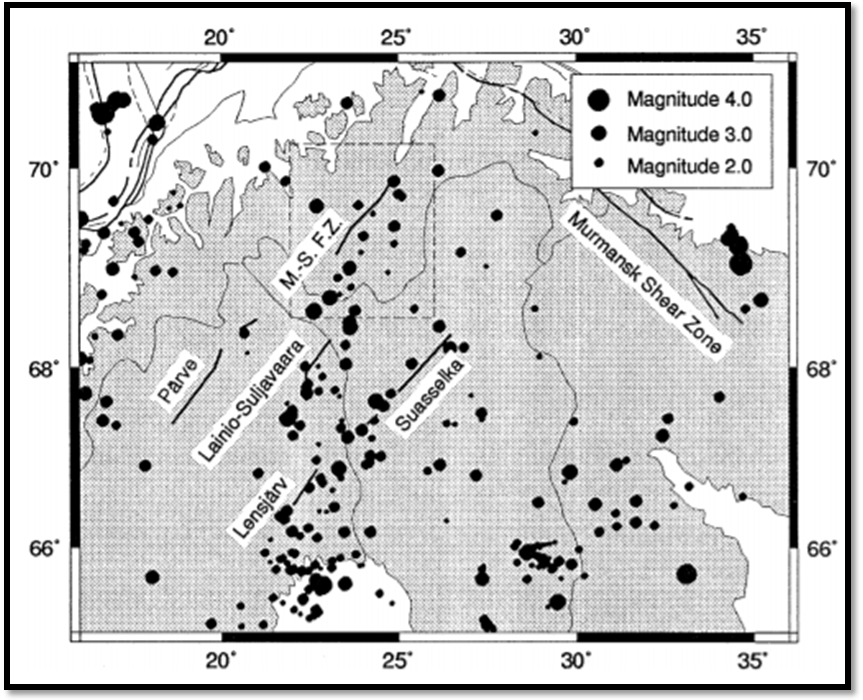 20° 25° 30° 35°
Magnitude 4.0
Magnitude 3.0
Magnitude 2.0
70° 70°
M.-S. F.Z.
Murmansk Shear Zone
68° 68°
Pärve
Lainio-Suijavaara
Suasselka
Lensjärv
66° 66°
20° 25° 30° 35°